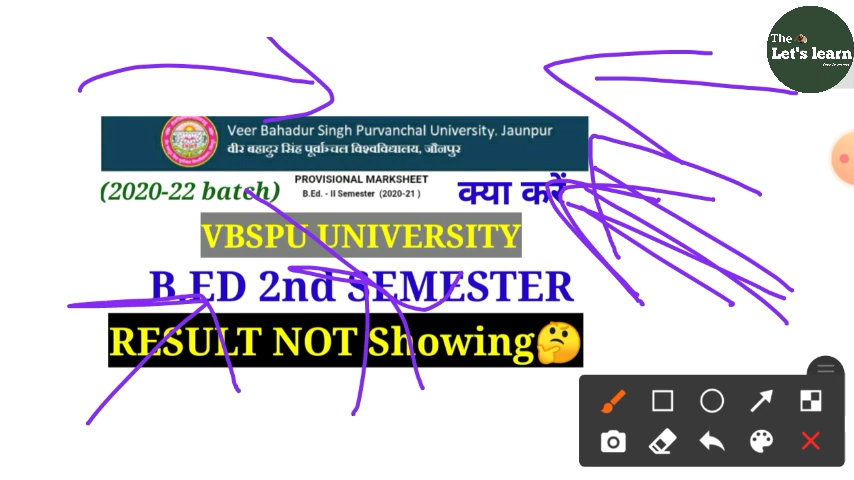 The
Let's learn
Veer Bahadur Singh Purvanchal University. Jaunpur
वीर बहादुर सिंह पूर्वान्चल विश्वविद्यालय, जौनपुर
(2020-22 batch) PROVISIONAL MARKSHEET क्या करें
B.Ed. - II Semester (2020-21 )
VBSPU UNIVERSITY
B.ED 2nd SEMESTER
RESULT NOT Showing🤔